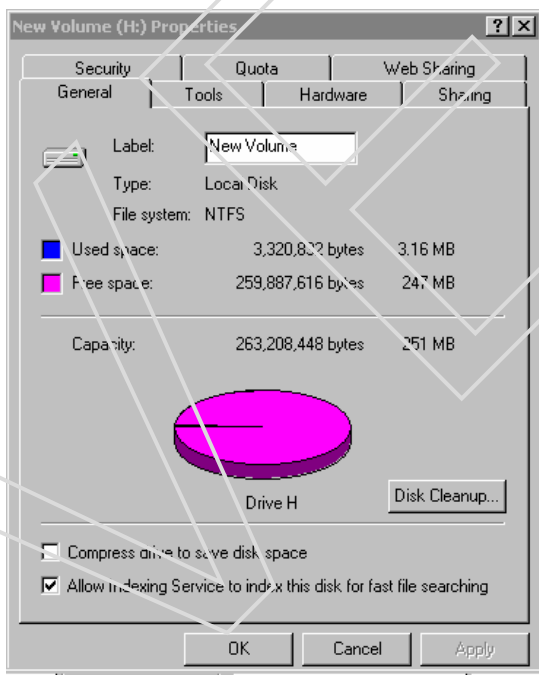 New Volume (H:) Properties
Security Quota Web Sharing
General Tools Hardware Sharing
Label: New Volume
Type: Local Disk
File system: NTFS
Used space: 3,320,832 bytes 3.16 MB
Free space: 259,887,616 bytes 247 MB
Capacity: 263,208,448 bytes 251 MB
Drive H
Disk Cleanup...
Compress drive to save disk space
Allow Indexing Service to index this disk for fast file searching
OK Cancel Apply